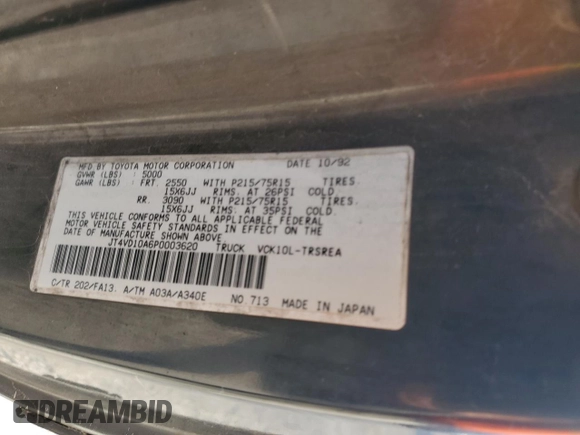 MFD BY TOYOTA MOTOR CORPORATION DATE 10/92
GVWR (LBS) : 5000
GAWR (LBS) : FRT. 2550 WITH P215/75R15 TIRES
15X6JJ RIMS. AT 26PSI COLD
RR. 3090 WITH P215/75R15 TIRES
15X6JJ RIMS. AT 35PSI COLD.
THIS VEHICLE CONFORMS TO ALL APPLICABLE FEDERAL
MOTOR VEHICLE SAFETY STANDARDS IN EFFECT ON THE
DATE OF MANUFACTURE SHOWN ABOVE.
JT4VD10A6P0003620 TRUCK VCK10L-TRSREA
C/TR 202/FA13. A/TM A03A/A340E NO. 713 MADE IN JAPAN
DREAMBID